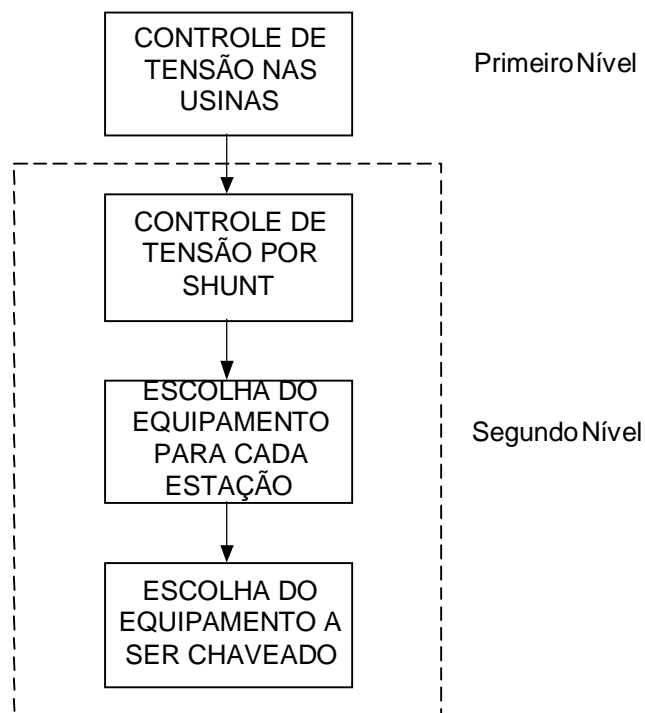 CONTROLE DE
TENSÃO NAS
USINAS
Primeiro Nível
CONTROLE DE
TENSÃO POR
SHUNT
ESCOLHA DO
EQUIPAMENTO
PARA CADA
ESTAÇÃO
Segundo Nível
ESCOLHA DO
EQUIPAMENTO A
SER CHAVEADO